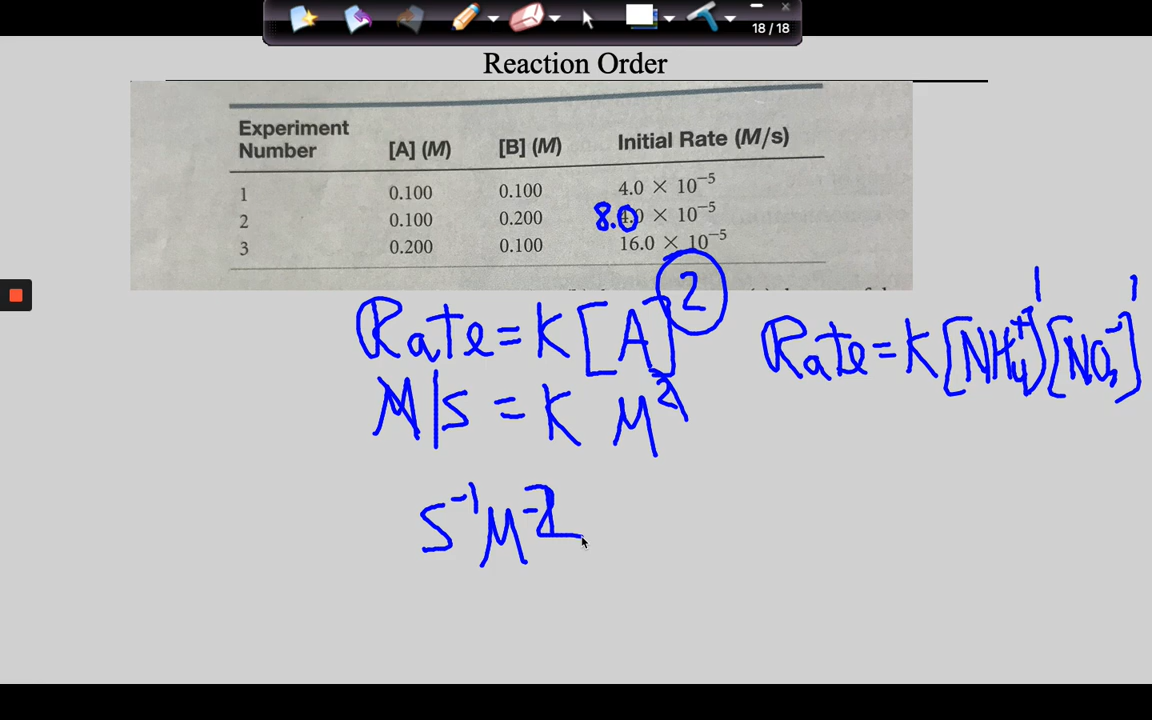 18 / 18
Reaction Order
Experiment Number [A] (M) [B] (M) Initial Rate (M/s)
1 0.100 0.100 4.0 × 10⁻⁵
2 0.100 0.200 8.0 × 10⁻⁵
3 0.200 0.100 16.0 × 10⁻⁵
Rate = K [A]²
Rate = K [NH₄⁺]¹ [NO₂⁻]¹
M/s = K M²
S⁻¹ M⁻